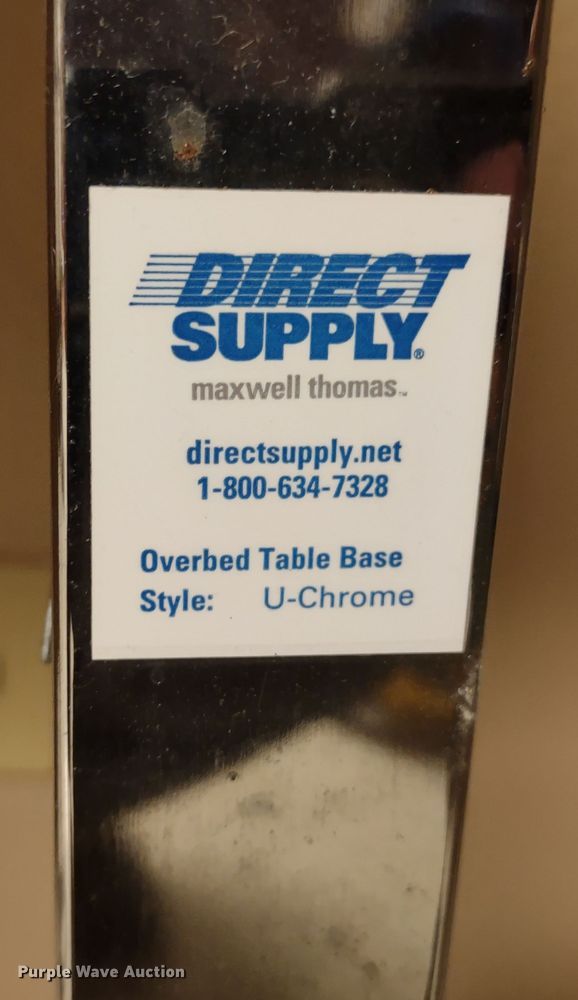 DIRECT
SUPPLY®
maxwell thomas™
directsupply.net
1-800-634-7328
Overbed Table Base
Style: U-Chrome
Purple Wave Auction